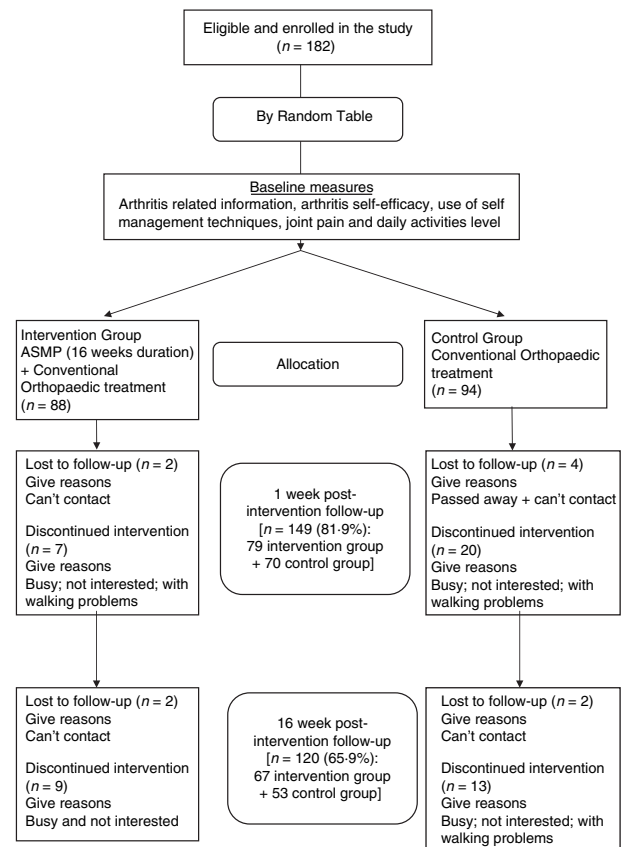 Eligible and enrolled in the study
(n = 182)
By Random Table
Baseline measures
Arthritis related information, arthritis self-efficacy, use of self
management techniques, joint pain and daily activities level
Intervention Group
ASMP (16 weeks duration)
+ Conventional
Orthopaedic treatment
(n = 88)
Allocation
Control Group
Conventional Orthopaedic
treatment
(n = 94)
Lost to follow-up (n = 2)
Give reasons
Can't contact
Discontinued intervention
(n = 7)
Give reasons
Busy; not interested; with
walking problems
1 week post-
intervention follow-up
[n = 149 (81·9%):
79 intervention group
+ 70 control group]
Lost to follow-up (n = 4)
Give reasons
Passed away + can't contact
Discontinued intervention
(n = 20)
Give reasons
Busy; not interested; with
walking problems
Lost to follow-up (n = 2)
Give reasons
Can't contact
Discontinued intervention
(n = 9)
Give reasons
Busy and not interested
16 week post-
intervention follow-up
[n = 120 (65·9%):
67 intervention group
+ 53 control group]
Lost to follow-up (n = 2)
Give reasons
Can't contact
Discontinued intervention
(n = 13)
Give reasons
Busy; not interested; with
walking problems